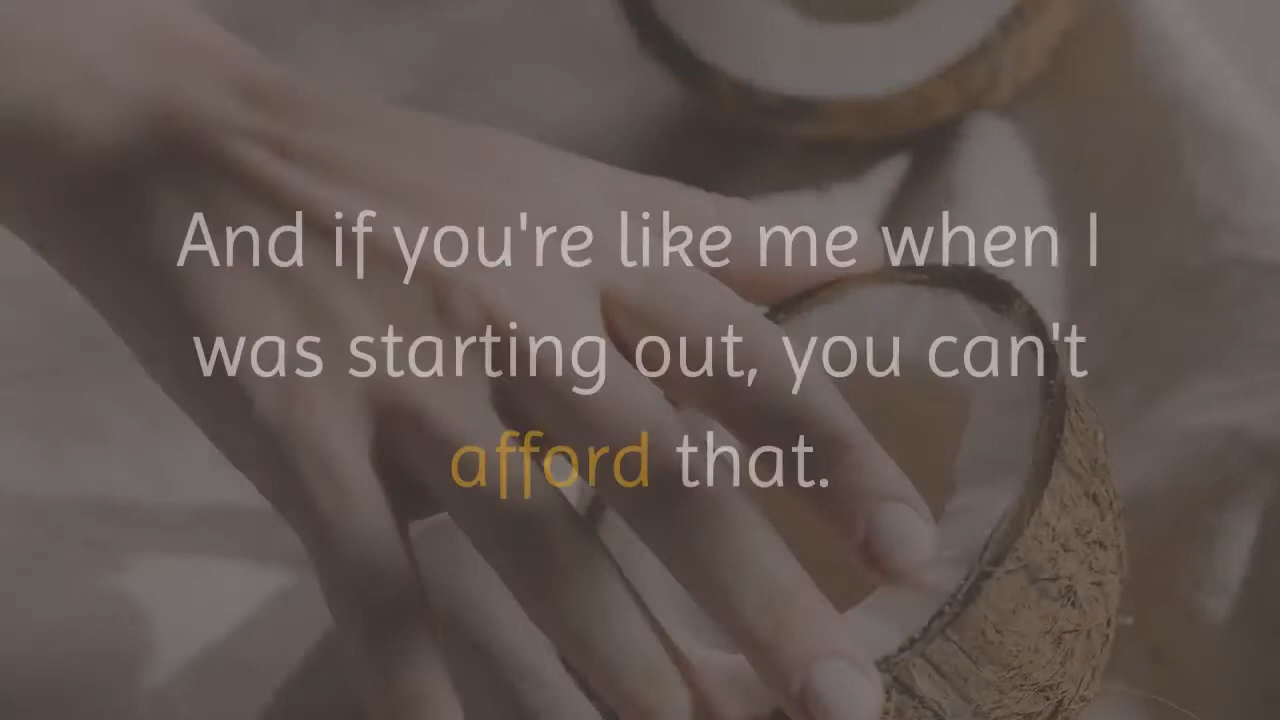 And if you're like me when I
was starting out, you can't
afford that.